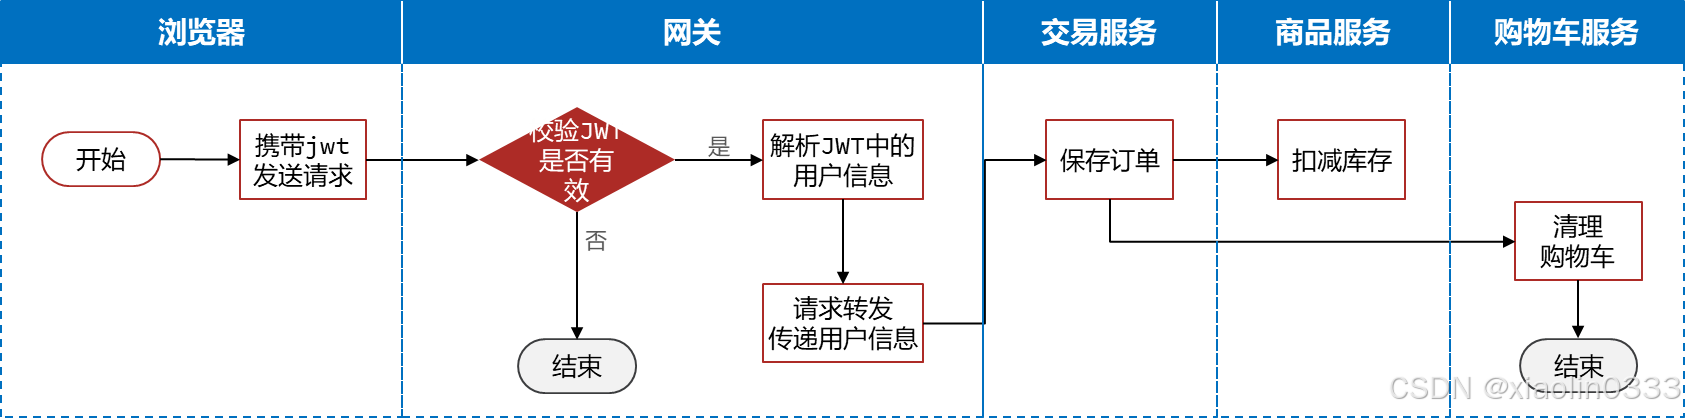 浏览器
网关
交易服务
商品服务
购物车服务
开始
携带jwt
发送请求
校验JWT
是否有
效
是
否
结束
解析JWT中的
用户信息
请求转发
传递用户信息
保存订单
扣减库存
清理
购物车
结束
CSDN @xiaolin0333